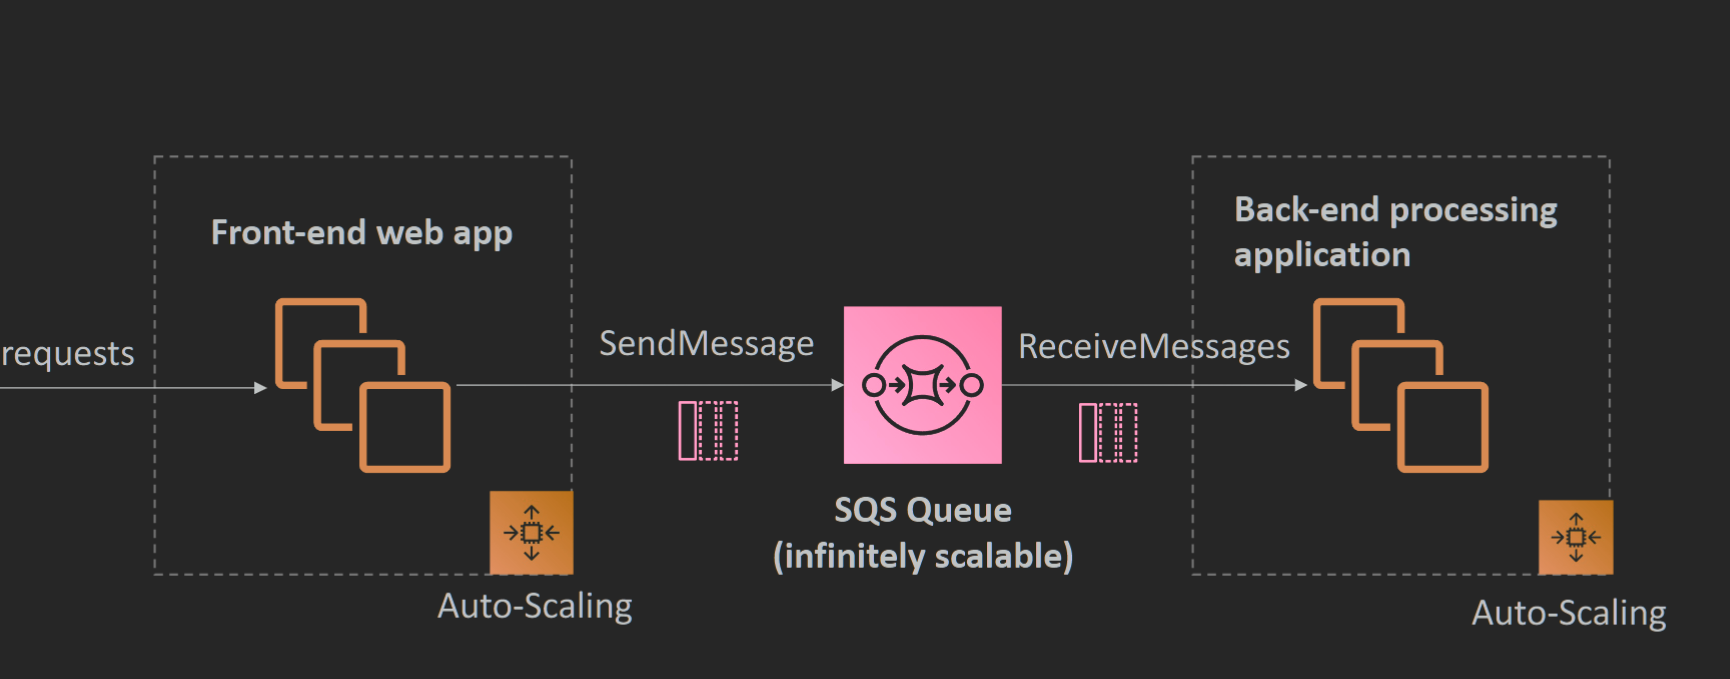 Front-end web app
Back-end processing
application
requests
SendMessage
ReceiveMessages
SQS Queue
(infinitely scalable)
Auto-Scaling
Auto-Scaling